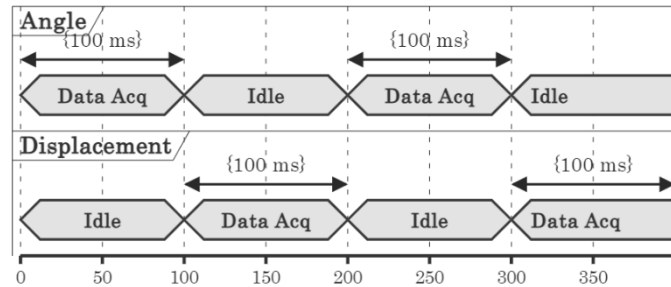 Angle
{100 ms} {100 ms}
Data Acq Idle Data Acq Idle
Displacement
{100 ms} {100 ms}
Idle Data Acq Idle Data Acq
0 50 100 150 200 250 300 350